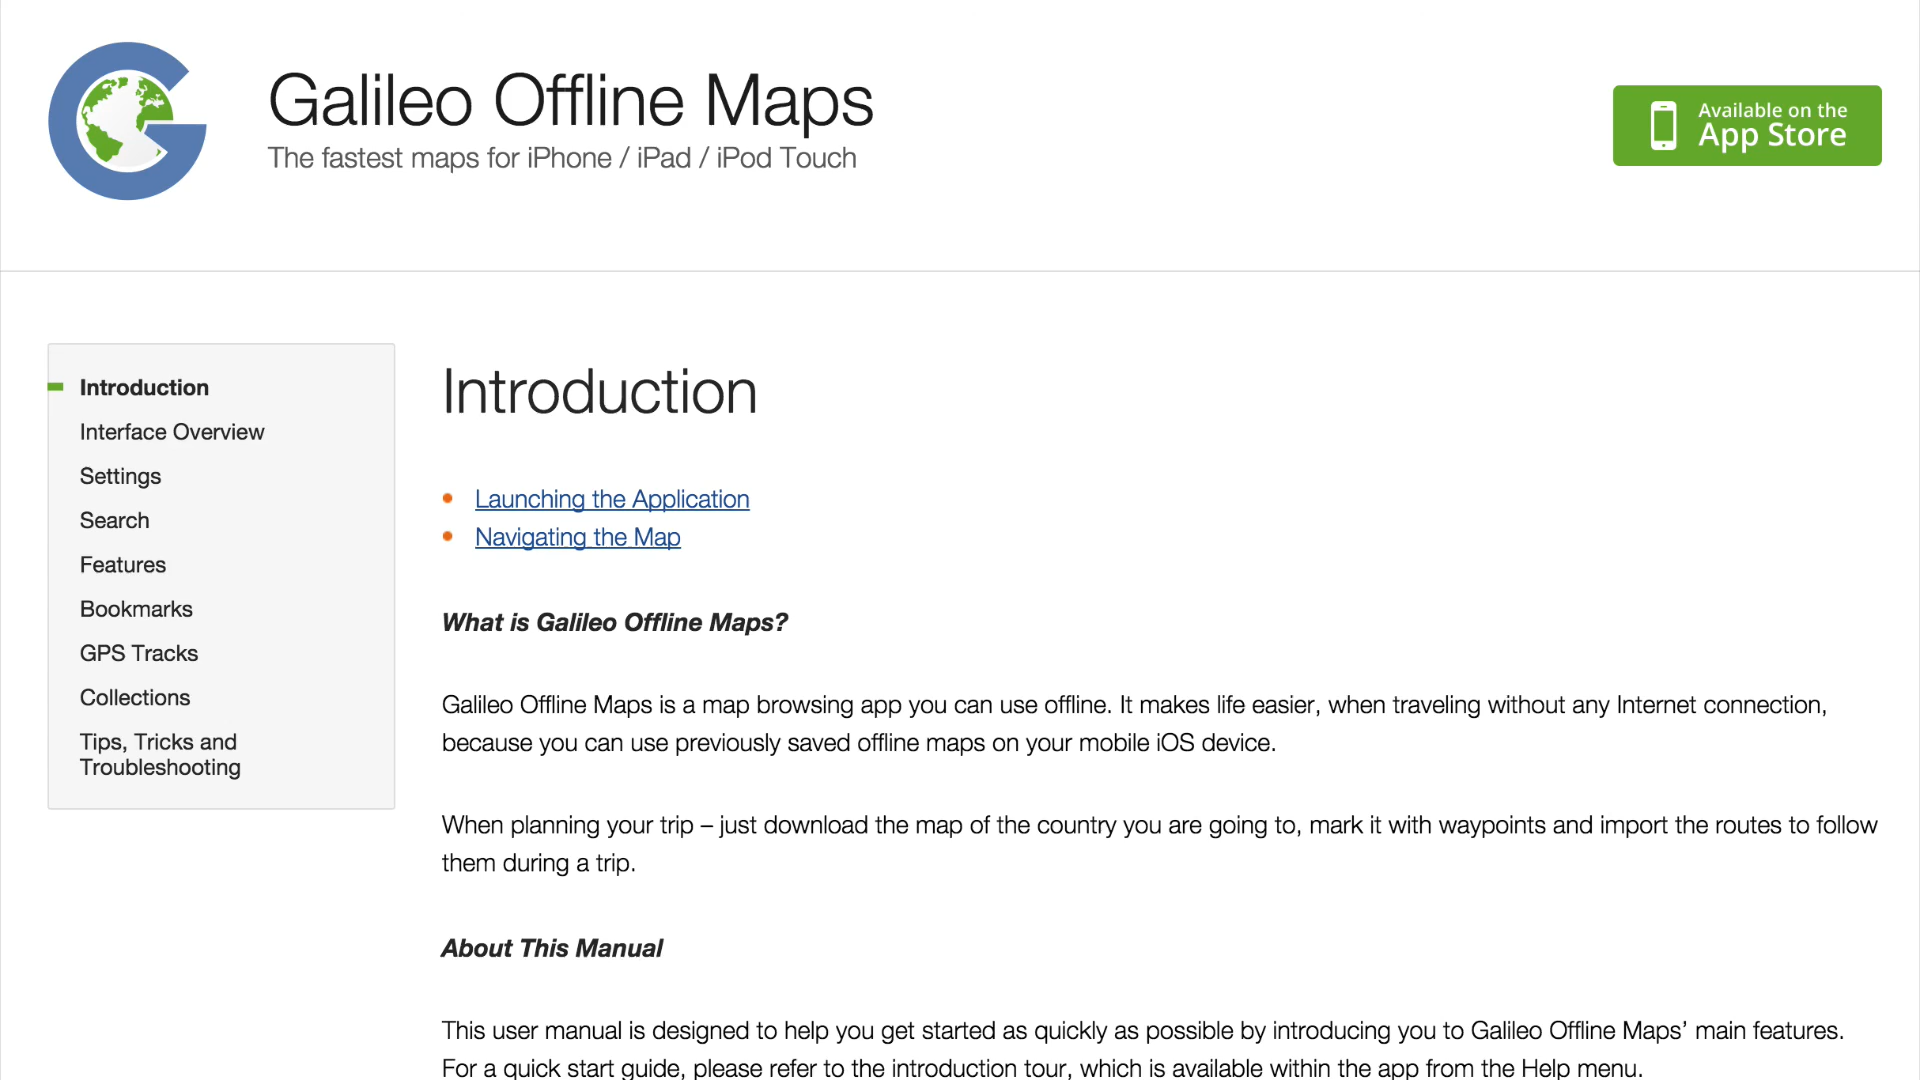 Galileo Offline Maps
The fastest maps for iPhone / iPad / iPod Touch
Available on the
App Store
Introduction
Interface Overview
Settings
Search
Features
Bookmarks
GPS Tracks
Collections
Tips, Tricks and
Troubleshooting
Introduction
Launching the Application
Navigating the Map
What is Galileo Offline Maps?
Galileo Offline Maps is a map browsing app you can use offline. It makes life easier, when traveling without any Internet connection,
because you can use previously saved offline maps on your mobile iOS device.
When planning your trip – just download the map of the country you are going to, mark it with waypoints and import the routes to follow
them during a trip.
About This Manual
This user manual is designed to help you get started as quickly as possible by introducing you to Galileo Offline Maps’ main features.
For a quick start guide, please refer to the introduction tour, which is available within the app from the Help menu.